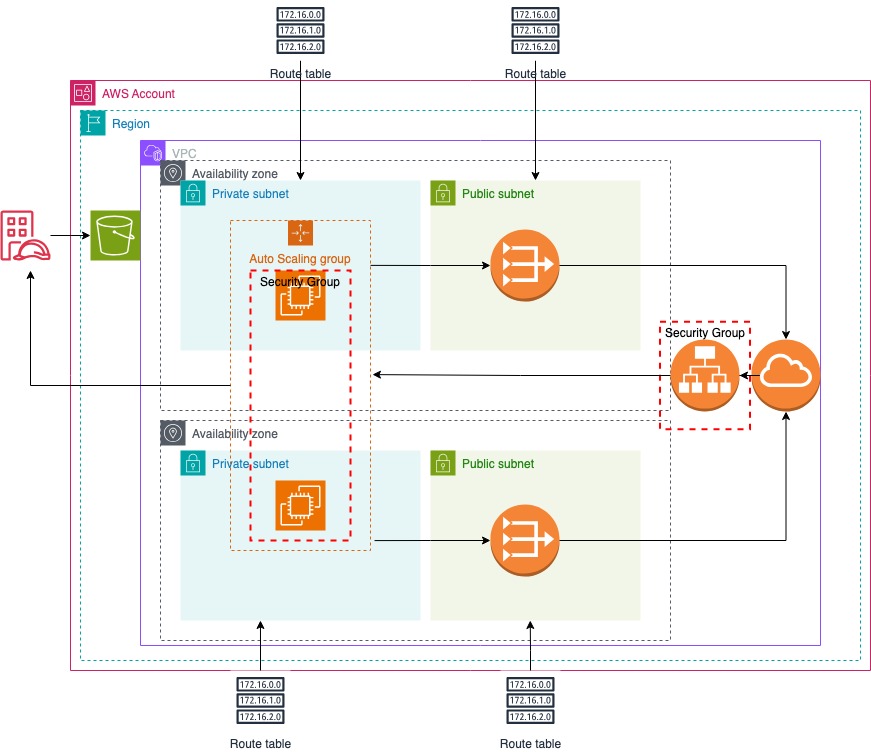 172.16.0.0
172.16.1.0
172.16.2.0
Route table
172.16.0.0
172.16.1.0
172.16.2.0
Route table
AWS Account
Region
VPC
Availability zone
Private subnet
Public subnet
Auto Scaling group
Security Group
Security Group
Availability zone
Private subnet
Public subnet
172.16.0.0
172.16.1.0
172.16.2.0
Route table
172.16.0.0
172.16.1.0
172.16.2.0
Route table